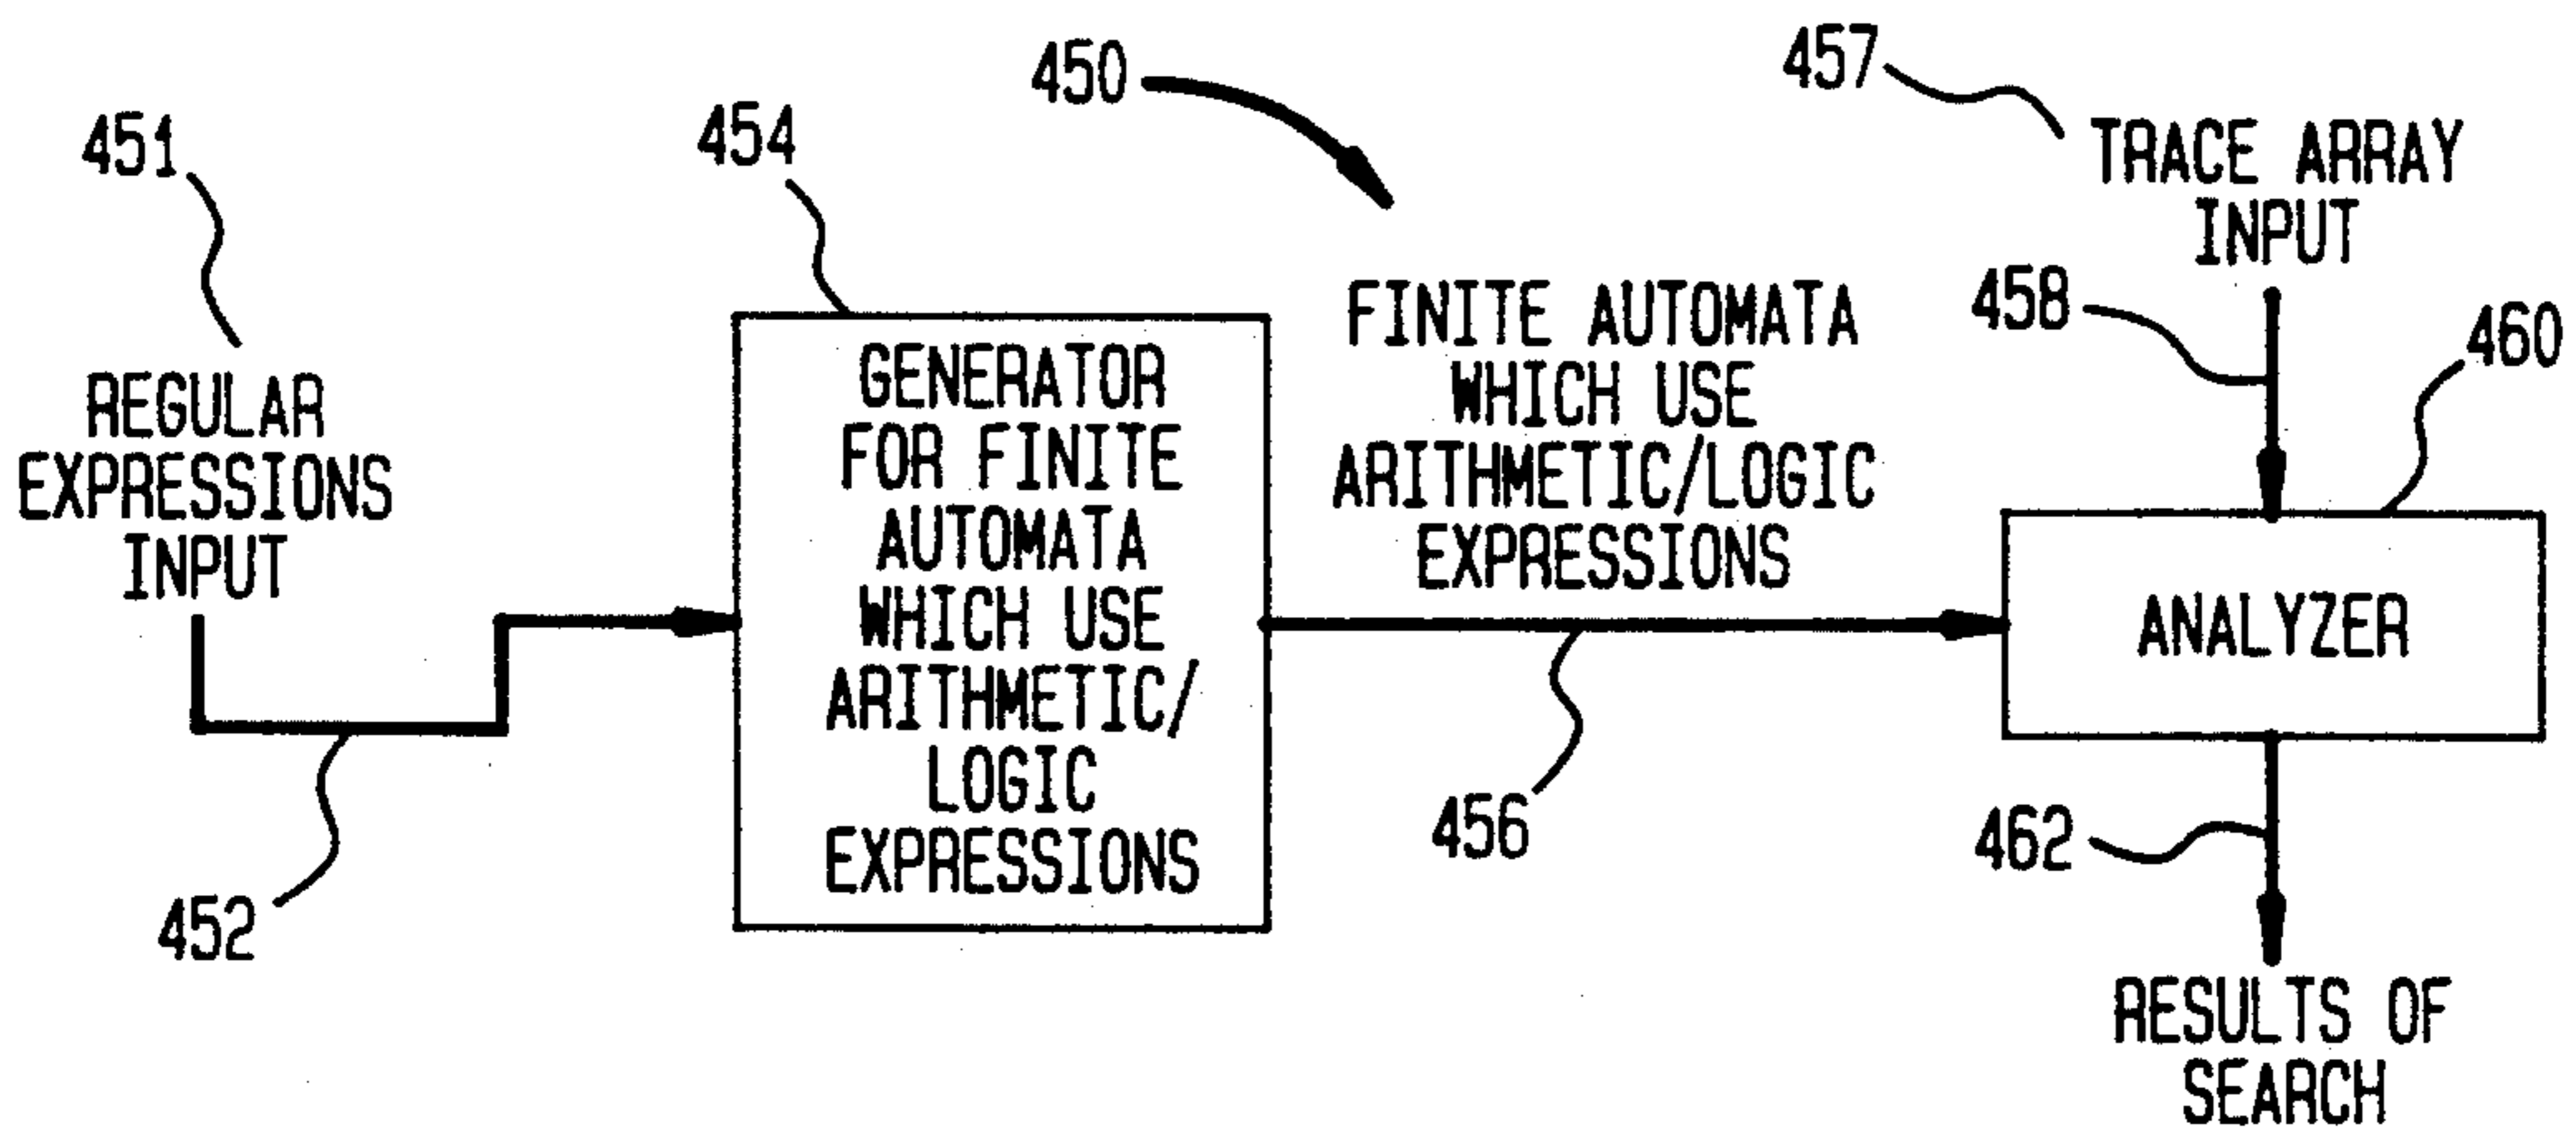 450
457
451
454
TRACE ARRAY
INPUT
458
460
REGULAR
EXPRESSIONS
INPUT
452
GENERATOR
FOR FINITE
AUTOMATA
WHICH USE
ARITHMETIC/
LOGIC
EXPRESSIONS
FINITE AUTOMATA
WHICH USE
ARITHMETIC/LOGIC
EXPRESSIONS
456
ANALYZER
462
RESULTS OF
SEARCH